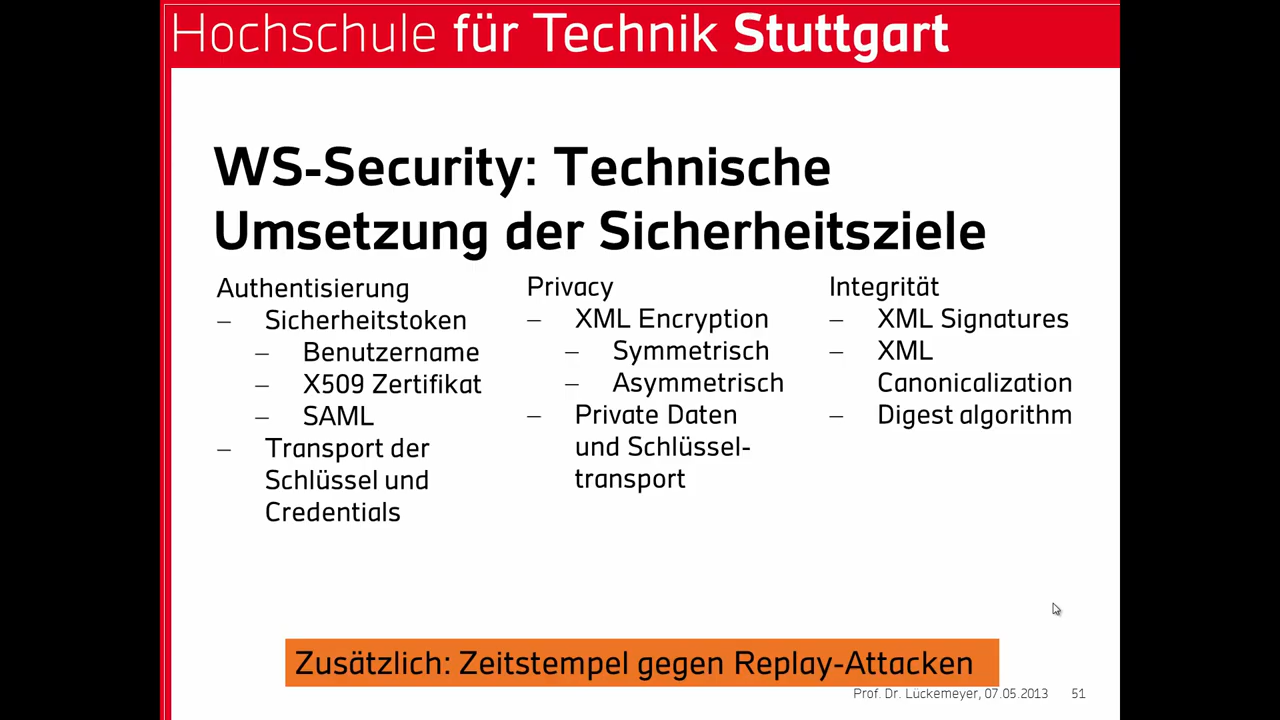 Hochschule für Technik Stuttgart
WS-Security: Technische
Umsetzung der Sicherheitsziele
Authentisierung
– Sicherheitstoken
– Benutzername
– X509 Zertifikat
– SAML
– Transport der
Schlüssel und
Credentials
Privacy
– XML Encryption
– Symmetrisch
– Asymmetrisch
– Private Daten
und Schlüssel-
transport
Integrität
– XML Signatures
– XML
Canonicalization
– Digest algorithm
Zusätzlich: Zeitstempel gegen Replay-Attacken
Prof. Dr. Lückemeyer, 07.05.2013 51